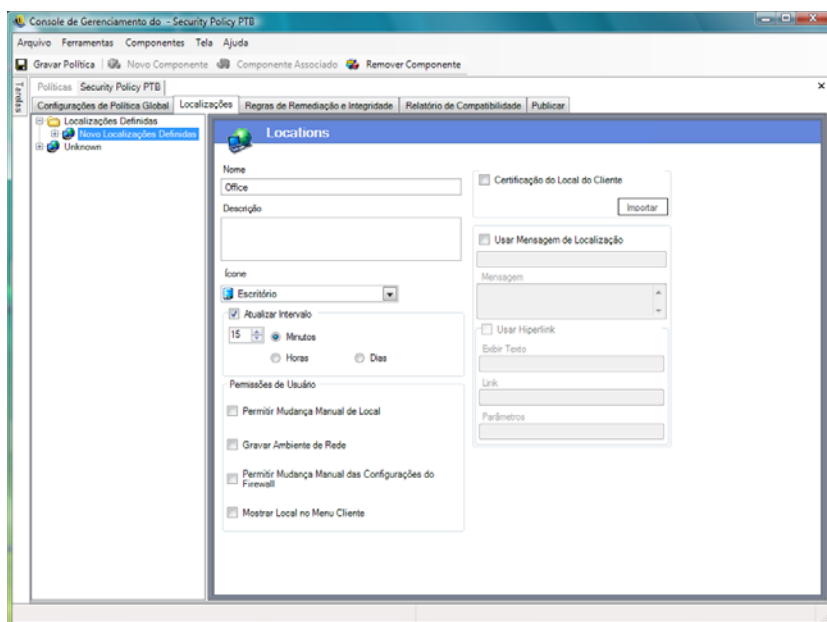 Console de Gerenciamento do - Security Policy PTB
Arquivo Ferramentas Componentes Tela Ajuda
Gravar Política Novo Componente Componente Associado Remover Componente
Tarefas
Políticas Security Policy PTB
Configurações de Política Global Localizações Regras de Remediação e Integridade Relatório de Compatibilidade Publicar
Localizações Definidas
Novo Localizações Definidas
Unknown
Locations
Nome
Office
Descrição
Ícone
Escritório
Atualizar Intervalo
15 Minutos
Horas Dias
Permissões de Usuário
Permitir Mudança Manual de Local
Gravar Ambiente de Rede
Permitir Mudança Manual das Configurações do
Firewall
Mostrar Local no Menu Cliente
Certificação do Local do Cliente
Importar
Usar Mensagem de Localização
Mensagem
Usar Hiperlink
Exibir Texto
Link
Parâmetros